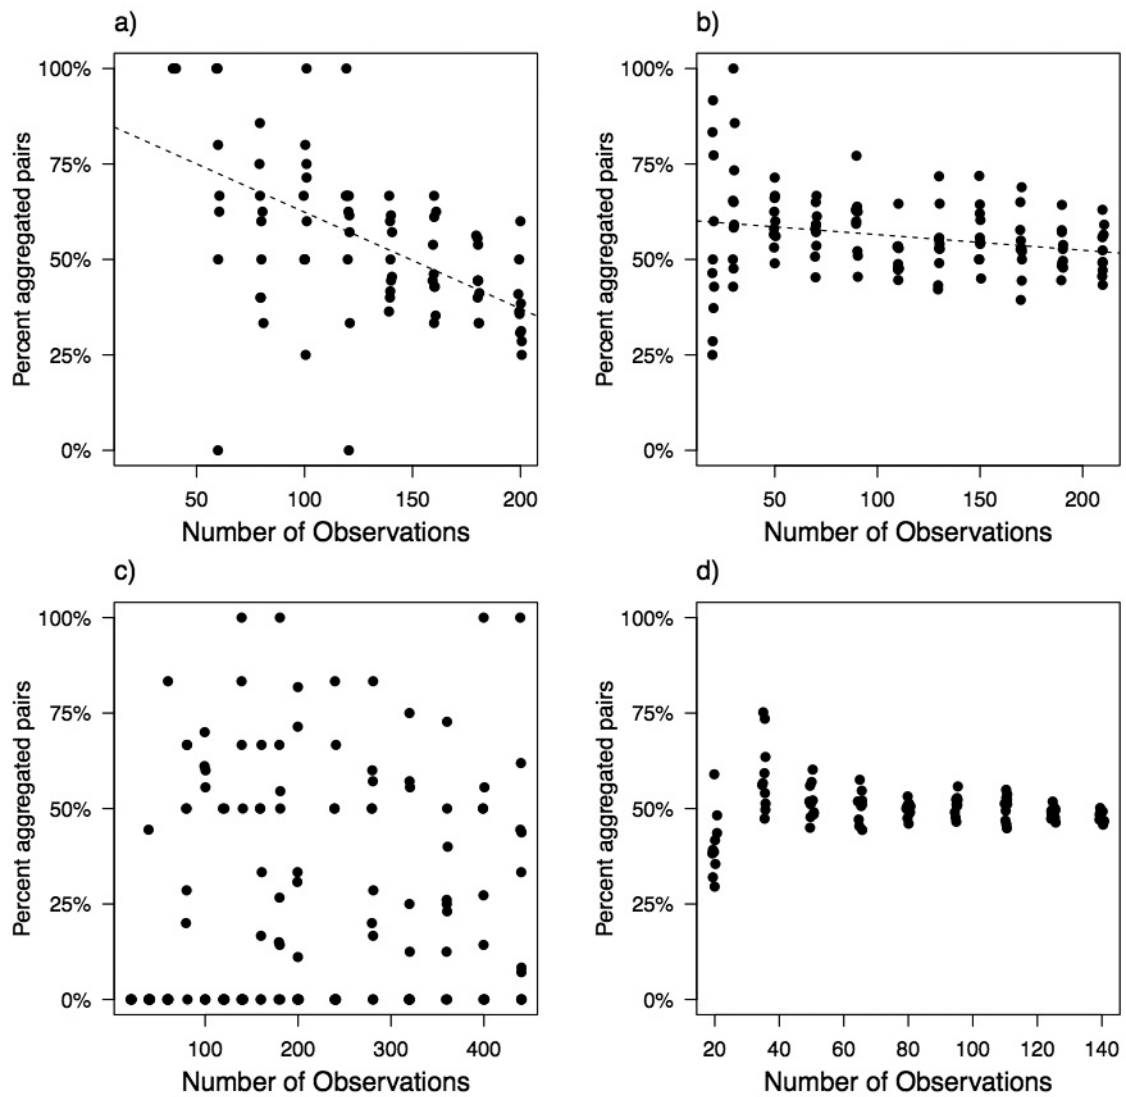 a)
100%
75%
50%
25%
0%
Percent aggregated pairs
50 100 150 200
Number of Observations
b)
100%
75%
50%
25%
0%
Percent aggregated pairs
50 100 150 200
Number of Observations
c)
100%
75%
50%
25%
0%
Percent aggregated pairs
100 200 300 400
Number of Observations
d)
100%
75%
50%
25%
0%
Percent aggregated pairs
20 40 60 80 100 120 140
Number of Observations